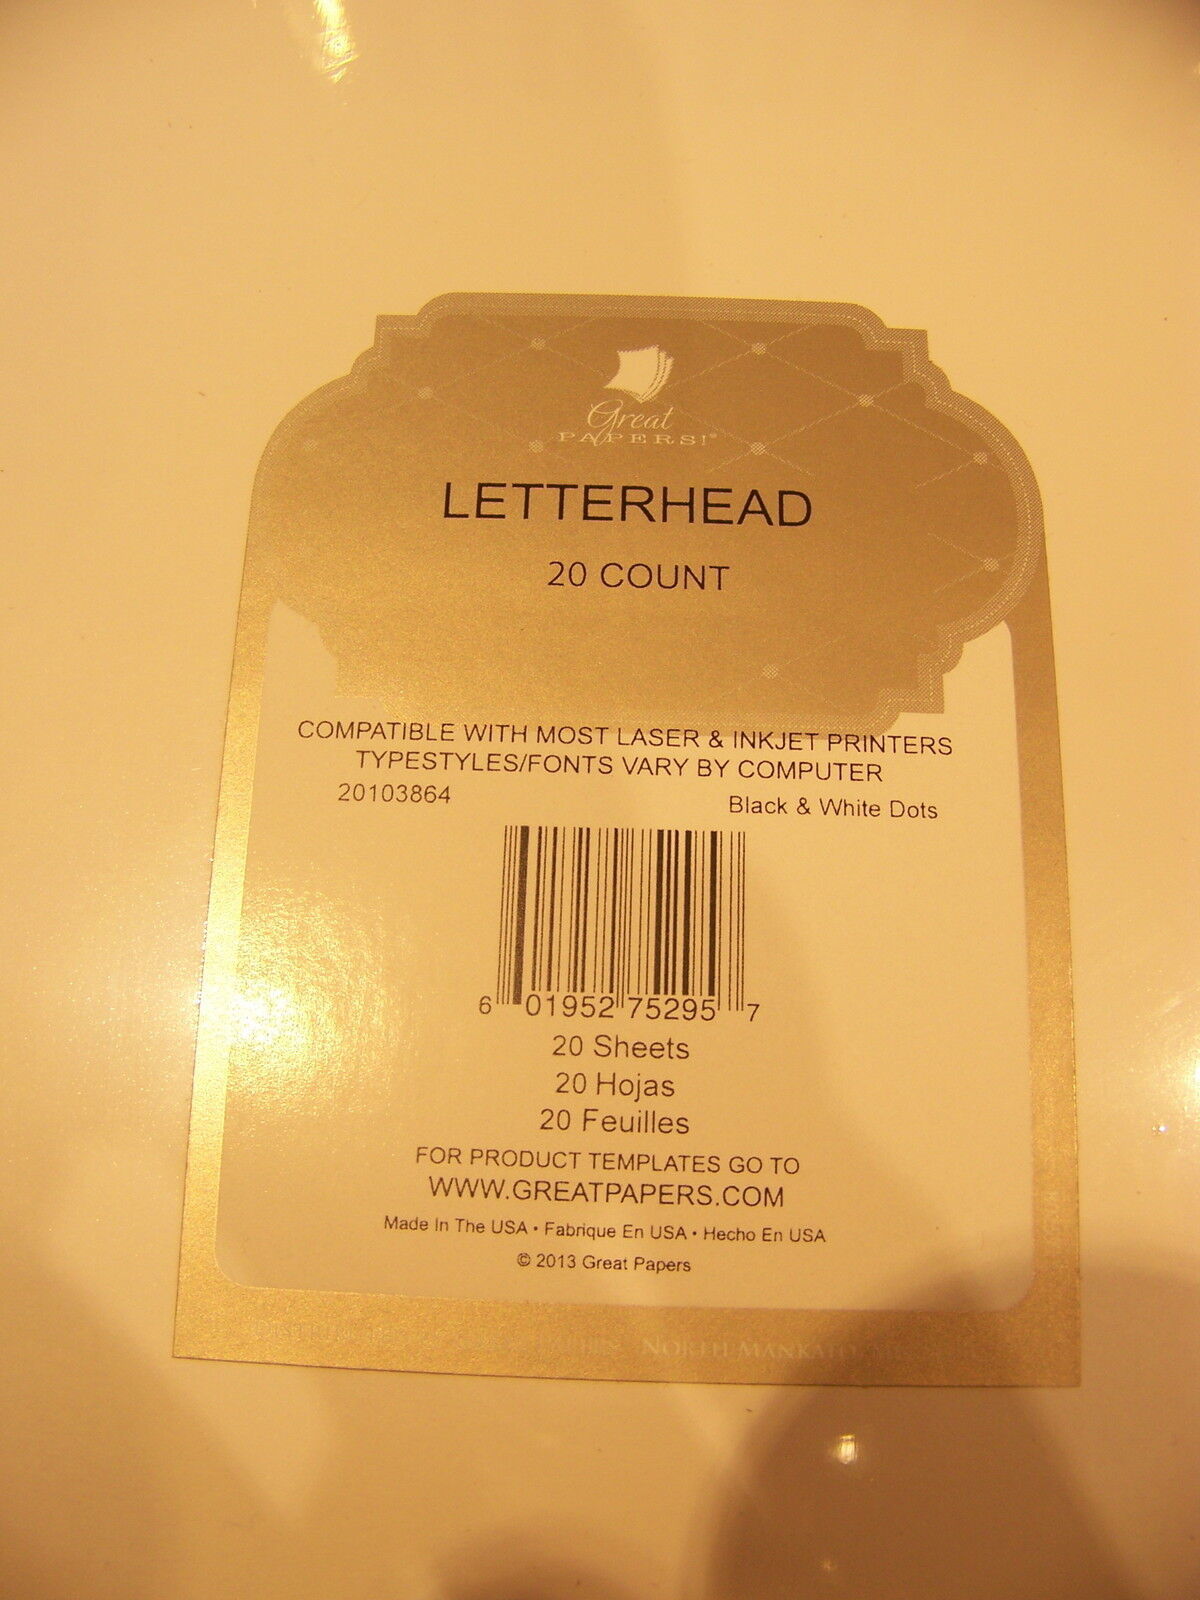 Great
PAPERS!®
LETTERHEAD
20 COUNT
COMPATIBLE WITH MOST LASER & INKJET PRINTERS
TYPESTYLES/FONTS VARY BY COMPUTER
20103864 Black & White Dots
6 01952 75295 7
20 Sheets
20 Hojas
20 Feuilles
FOR PRODUCT TEMPLATES GO TO
WWW.GREATPAPERS.COM
Made In The USA • Fabrique En USA • Hecho En USA
© 2013 Great Papers
NORTH MANKATO